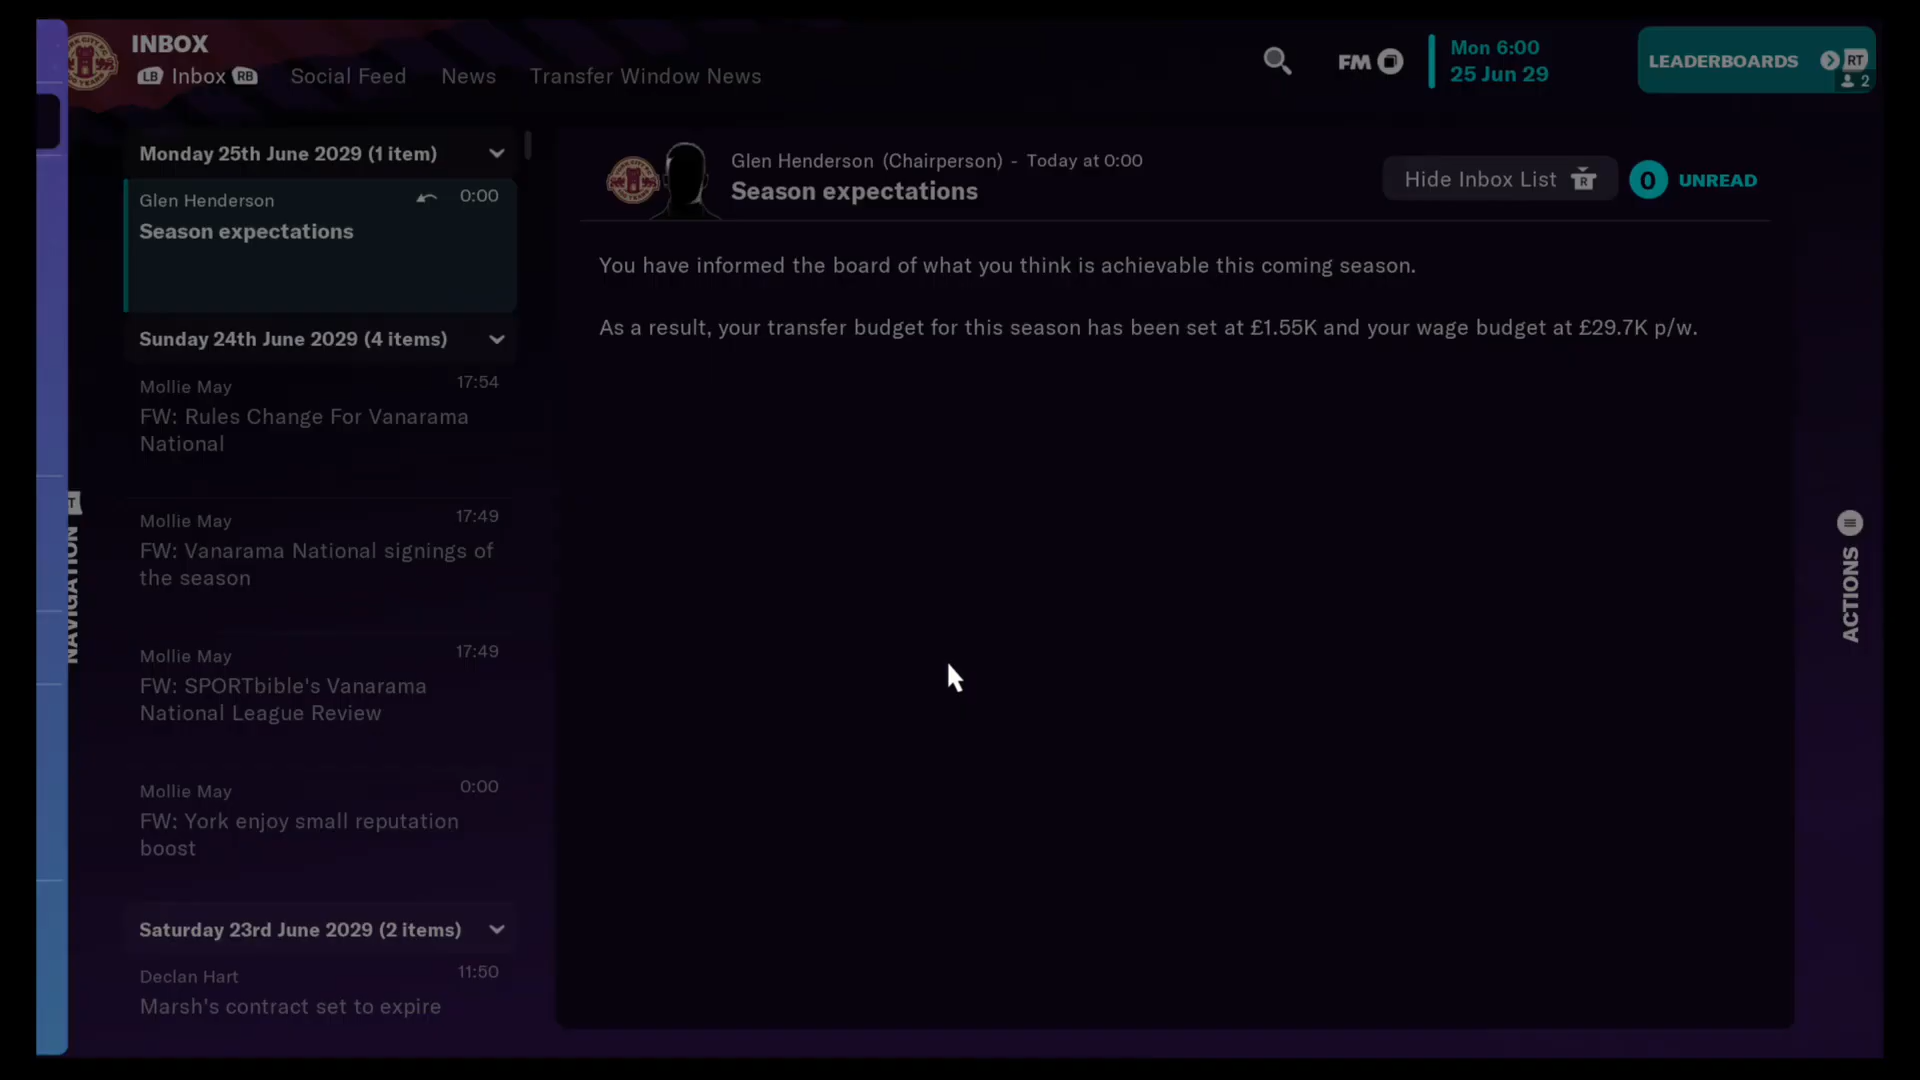 INBOX
LB Inbox RB Social Feed News Transfer Window News
FM
Mon 6:00
25 Jun 29
LEADERBOARDS RT
2
Monday 25th June 2029 (1 item)
Glen Henderson 0:00
Season expectations
Sunday 24th June 2029 (4 items)
Mollie May 17:54
FW: Rules Change For Vanarama
National
Mollie May 17:49
FW: Vanarama National signings of
the season
Mollie May 17:49
FW: SPORTbible's Vanarama
National League Review
Mollie May 0:00
FW: York enjoy small reputation
boost
Saturday 23rd June 2029 (2 items)
Declan Hart 11:50
Marsh's contract set to expire
Glen Henderson (Chairperson) - Today at 0:00
Season expectations
Hide Inbox List R
0 UNREAD
You have informed the board of what you think is achievable this coming season.
As a result, your transfer budget for this season has been set at £1.55K and your wage budget at £29.7K p/w.
NAVIGATION
ACTIONS